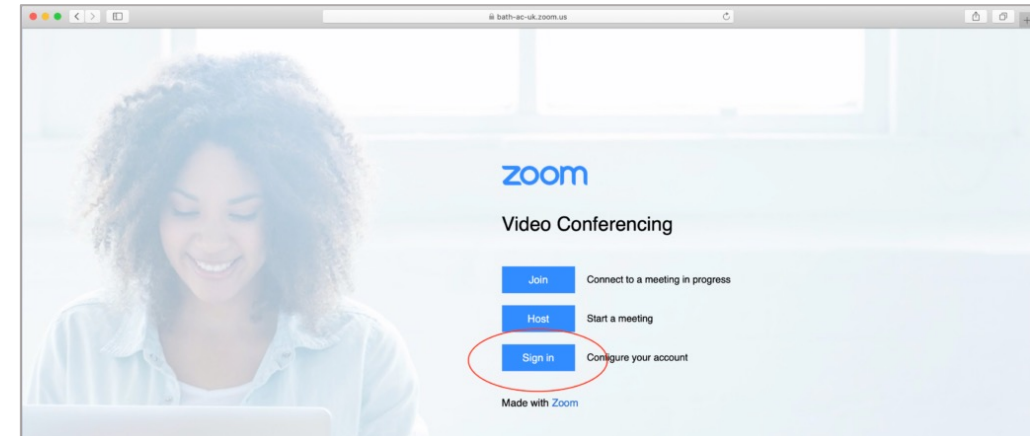 bath-ac-uk.zoom.us
zoom
Video Conferencing
Join Connect to a meeting in progress
Host Start a meeting
Sign in Configure your account
Made with Zoom